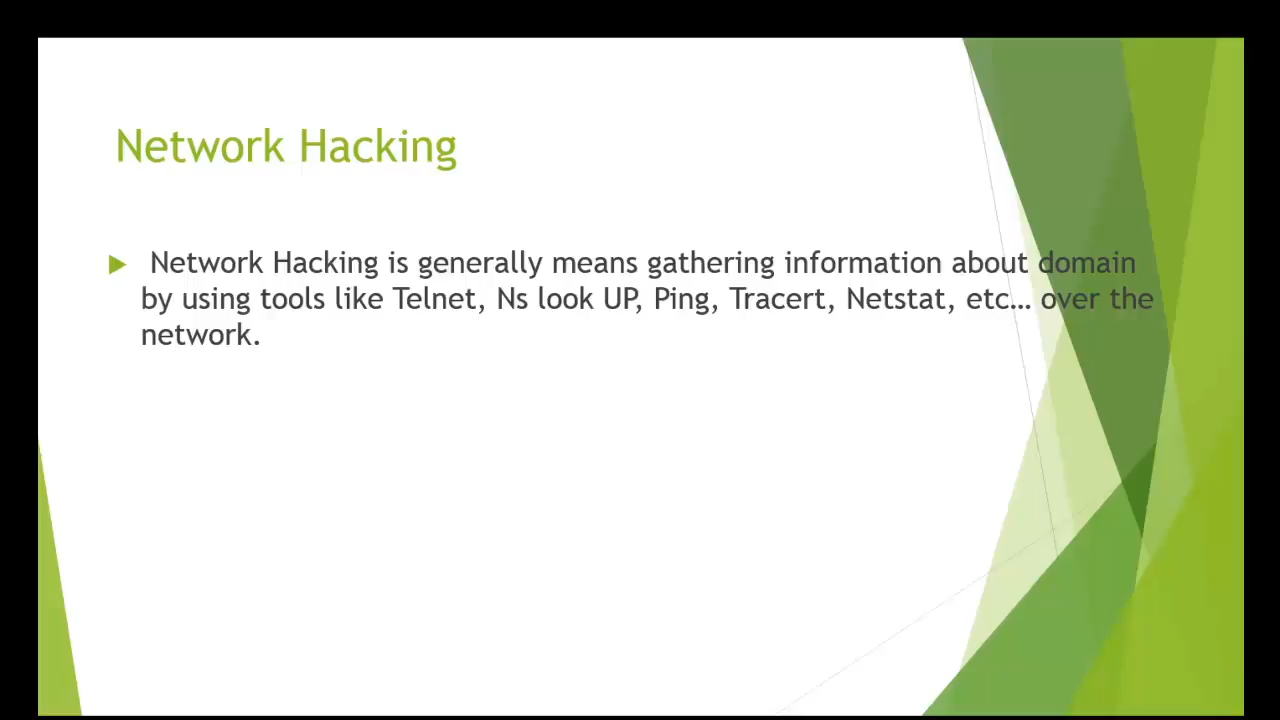 Network Hacking
Network Hacking is generally means gathering information about domain
by using tools like Telnet, Ns look UP, Ping, Tracert, Netstat, etc… over the
network.